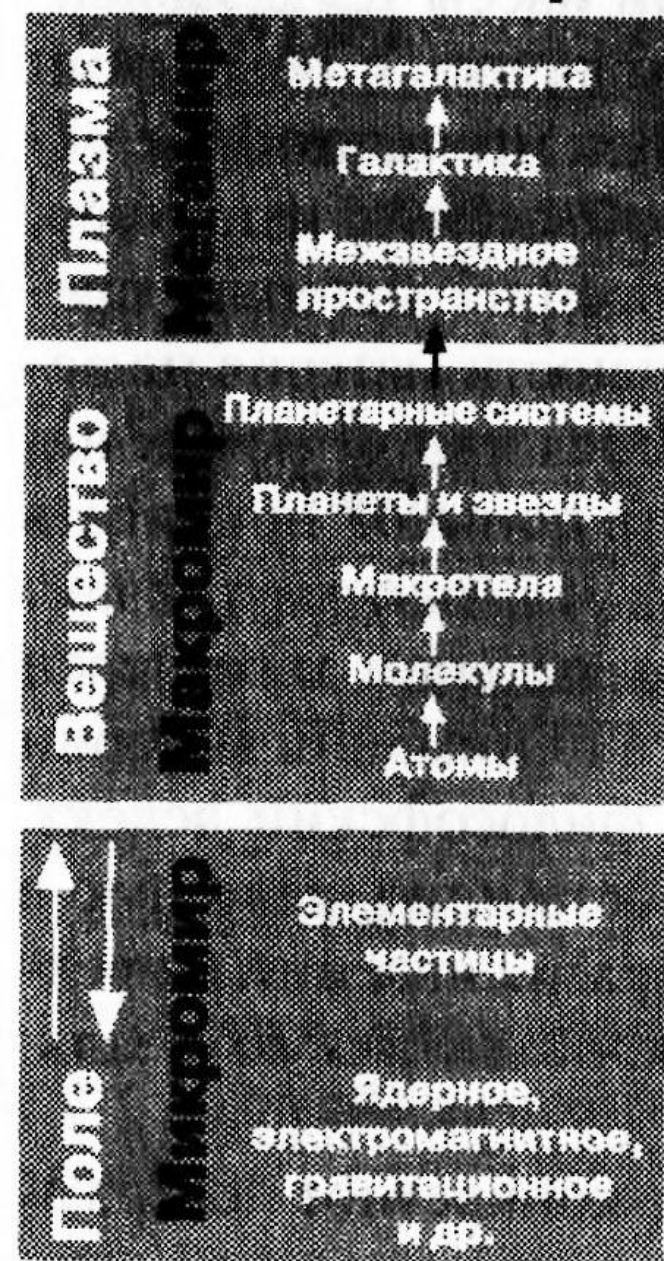 Плазма
Мегамир
Метагалактика
Галактика
Межзвездное
пространство
Вещество
Макромир
Планетарные системы
Планеты и звезды
Макротела
Молекулы
Атомы
Поле
Микромир
Элементарные
частицы
Ядерное,
электромагнитное,
гравитационное
и др.